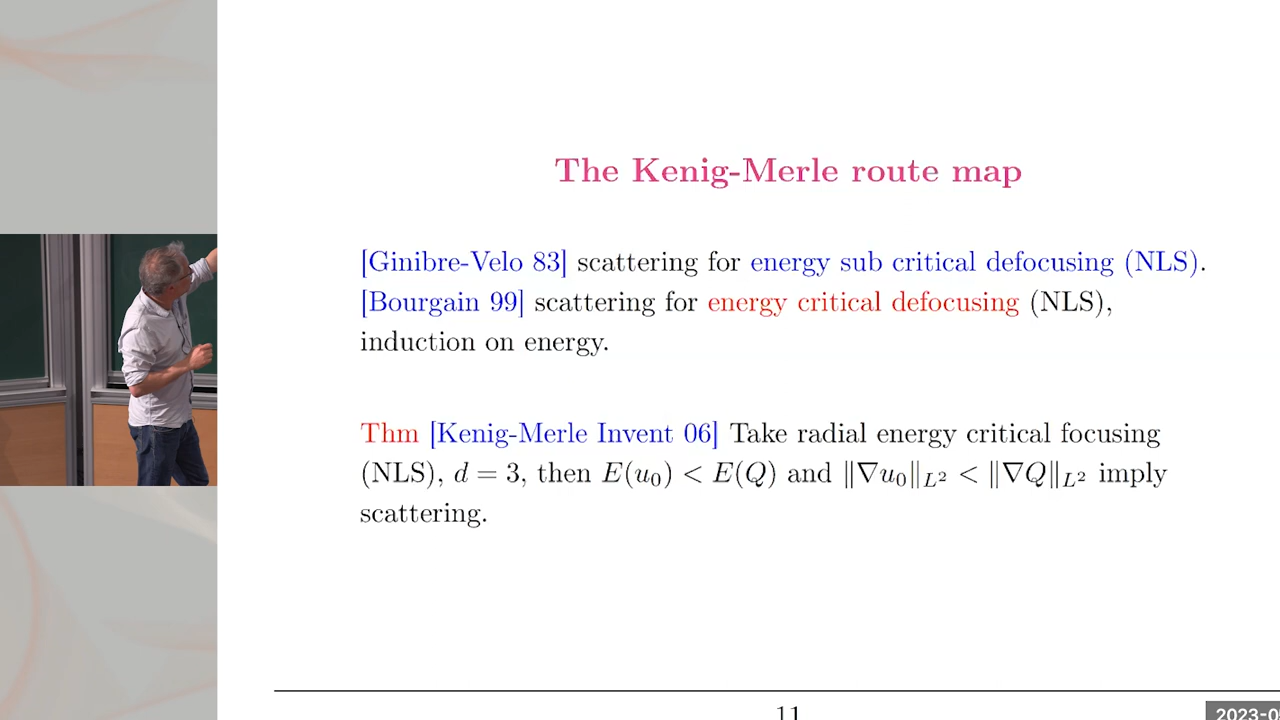 The Kenig-Merle route map
[Ginibre-Velo 83] scattering for energy sub critical defocusing (NLS).
[Bourgain 99] scattering for energy critical defocusing (NLS),
induction on energy.
Thm [Kenig-Merle Invent 06] Take radial energy critical focusing
(NLS), d = 3, then E(u₀) < E(Q) and ‖∇u₀‖_{L²} < ‖∇Q‖_{L²} imply
scattering.
11
2023-0